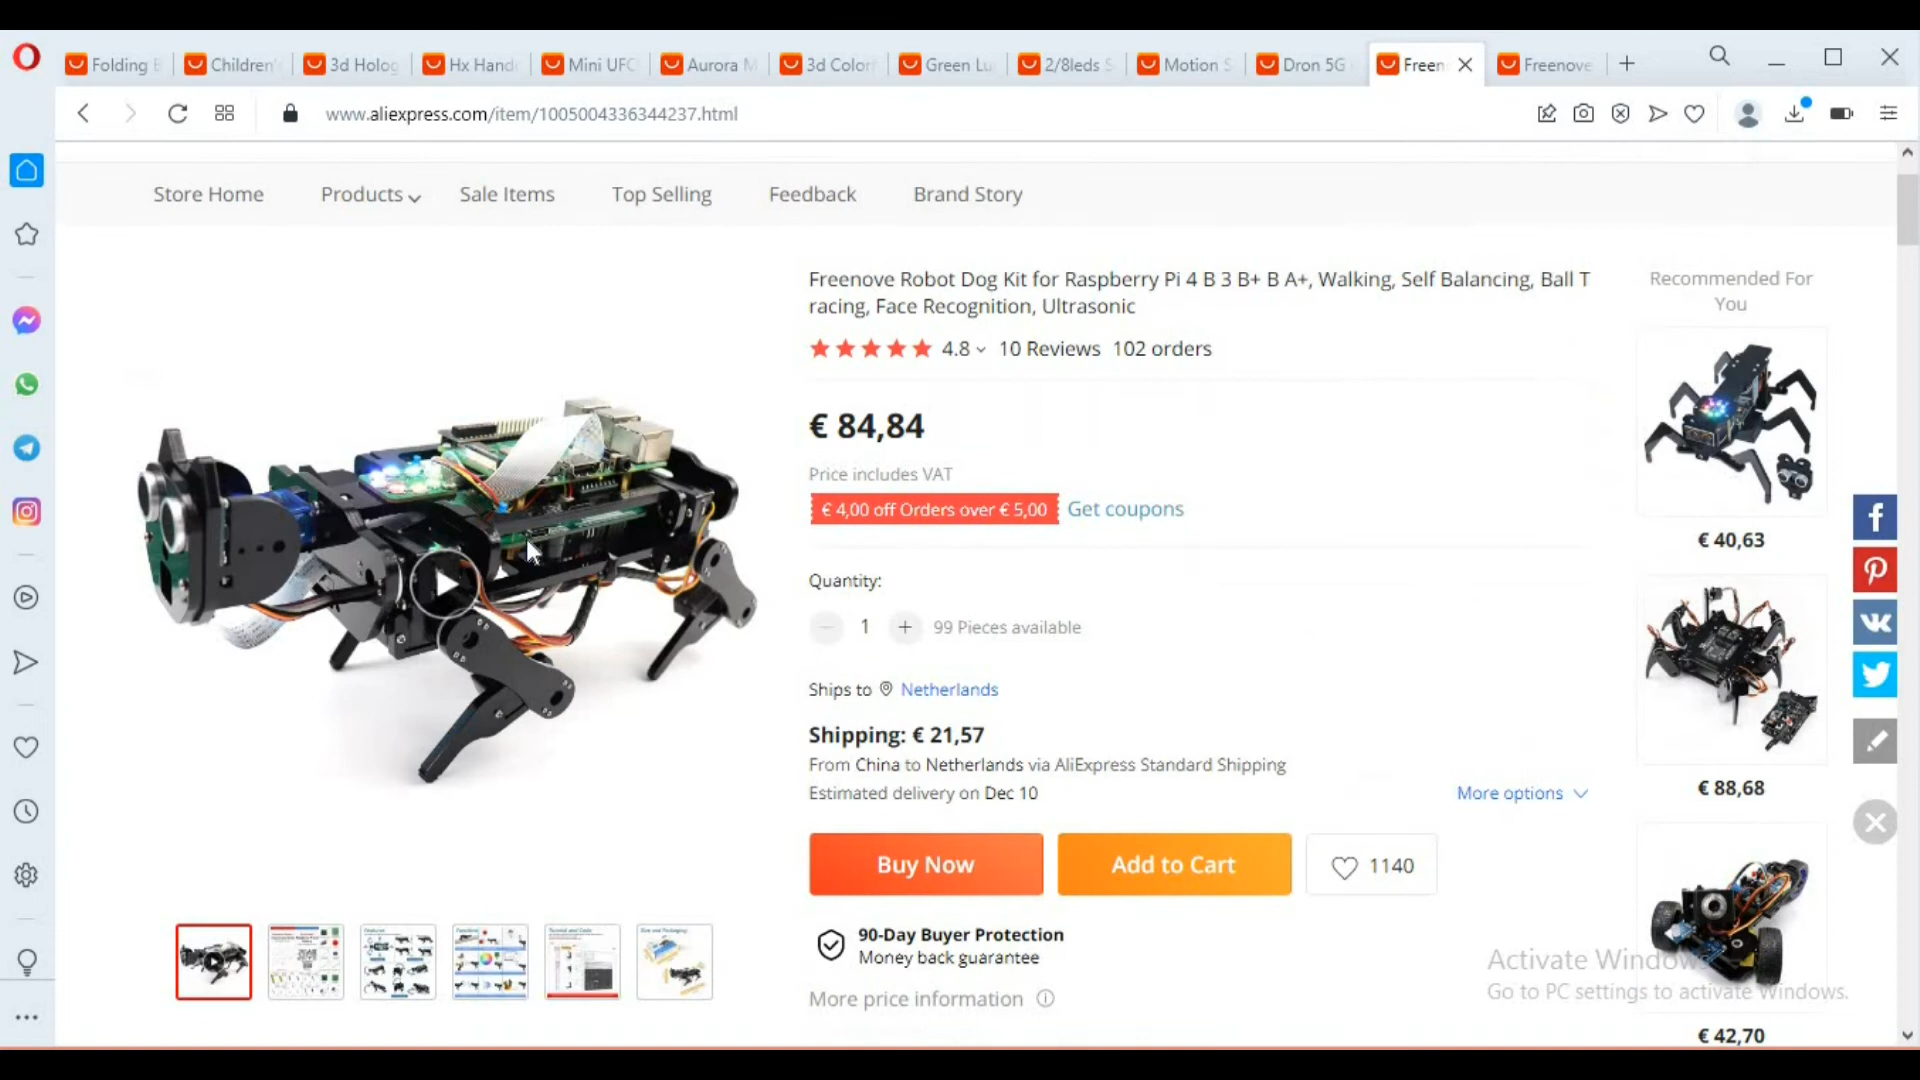 Folding
Children's
3d Holog
Hx Hand
Mini UFO
Aurora
3d Color
Green Lu
2/8leds S
Motion S
Dron 5G
Freen
Freenove
www.aliexpress.com/item/1005004336344237.html
Store Home
Products
Sale Items
Top Selling
Feedback
Brand Story
Freenove Robot Dog Kit for Raspberry Pi 4 B 3 B+ B A+, Walking, Self Balancing, Ball T
racing, Face Recognition, Ultrasonic
4.8
10 Reviews
102 orders
€ 84,84
Price includes VAT
€ 4,00 off Orders over € 5,00
Get coupons
Quantity:
1
99 Pieces available
Ships to
Netherlands
Shipping: € 21,57
From China to Netherlands via AliExpress Standard Shipping
Estimated delivery on Dec 10
More options
Buy Now
Add to Cart
1140
90-Day Buyer Protection
Money back guarantee
More price information
Recommended For
You
€ 40,63
€ 88,68
€ 42,70
Activate Windows
Go to PC settings to activate Windows.